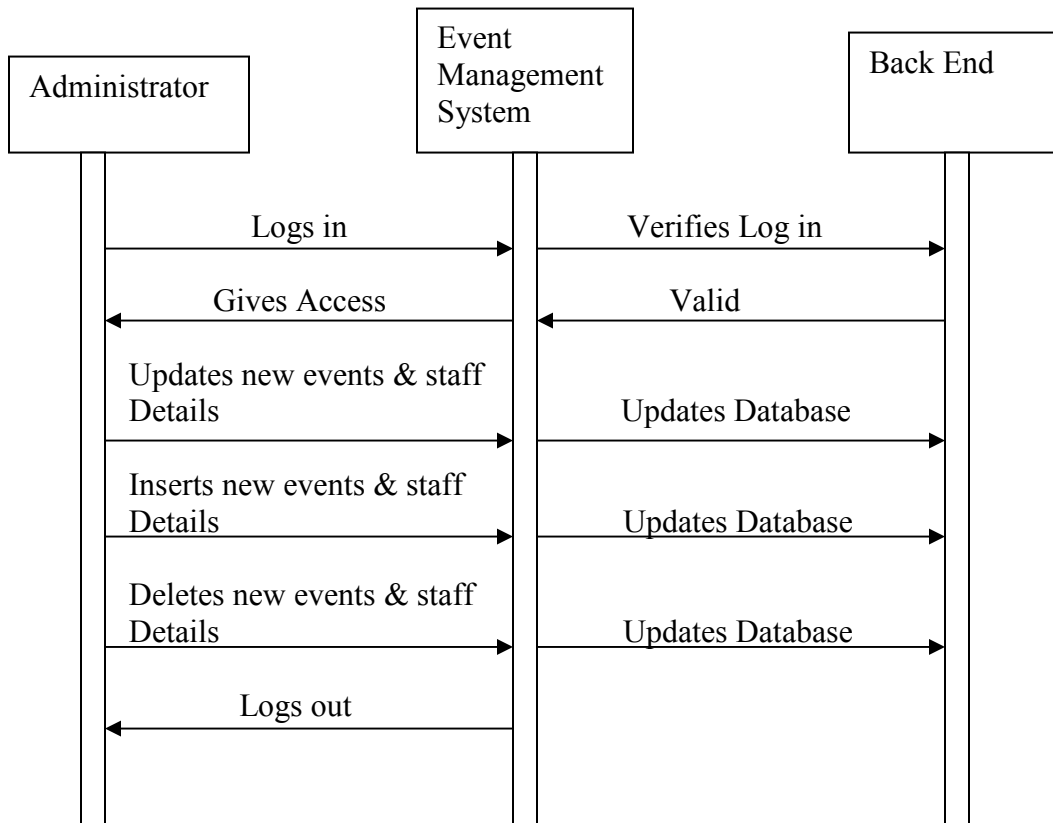 Administrator
Event
Management
System
Back End
Logs in
Verifies Log in
Gives Access
Valid
Updates new events & staff
Details
Updates Database
Inserts new events & staff
Details
Updates Database
Deletes new events & staff
Details
Updates Database
Logs out